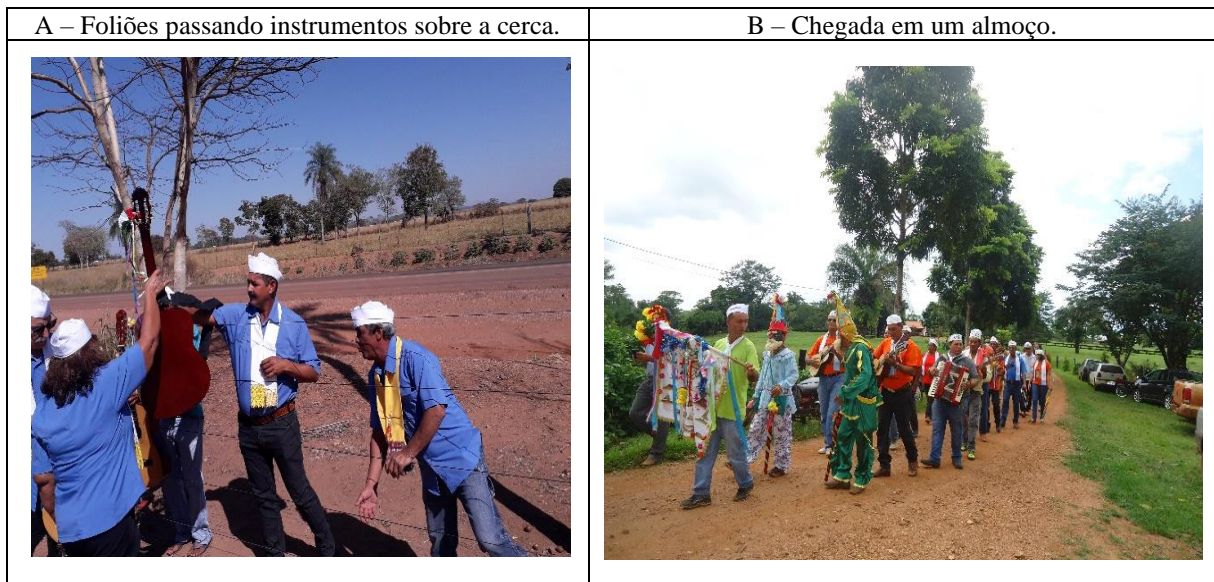 A – Foliões passando instrumentos sobre a cerca.
B – Chegada em um almoço.